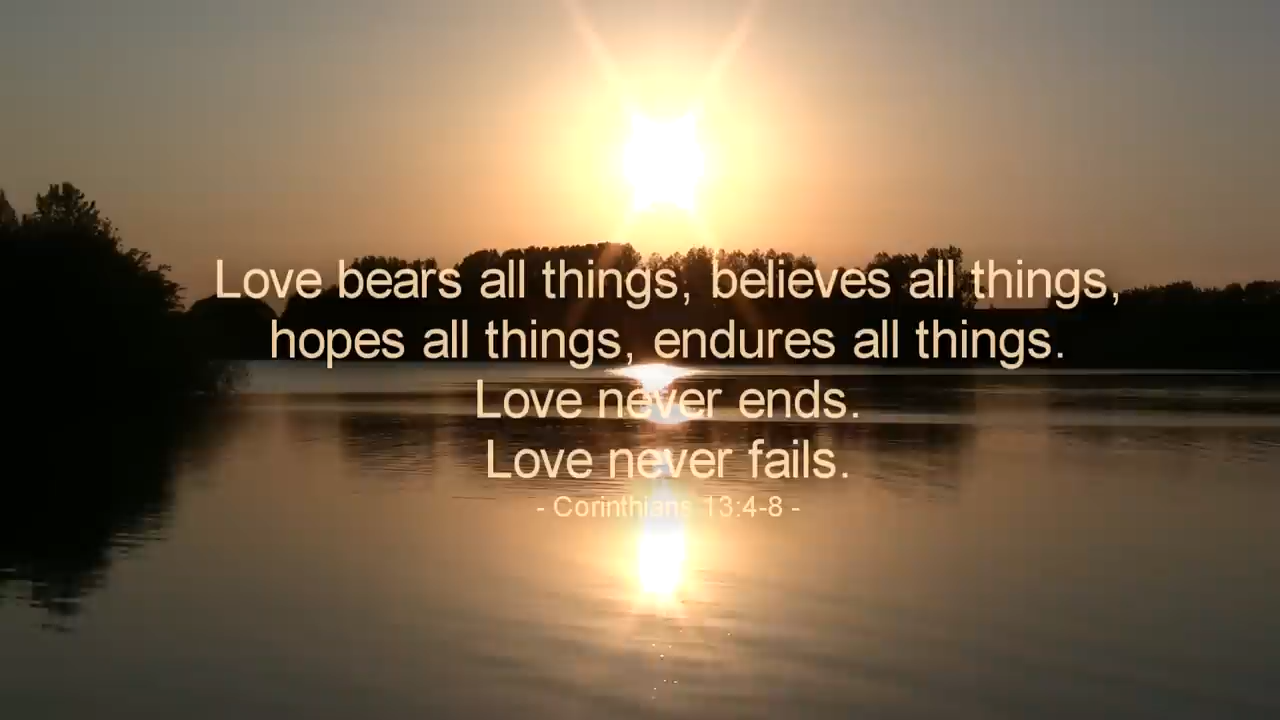 Love bears all things, believes all things,
hopes all things, endures all things.
Love never ends.
Love never fails.
- Corinthians 13:4-8 -